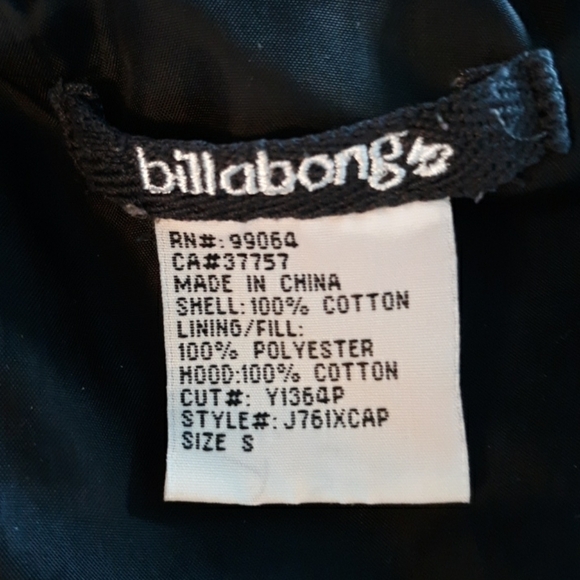 billabong
RN#: 99064
CA#37757
MADE IN CHINA
SHELL:100% COTTON
LINING/FILL:
100% POLYESTER
HOOD:100% COTTON
CUT#: Y1364P
STYLE#:J761XCAP
SIZE S